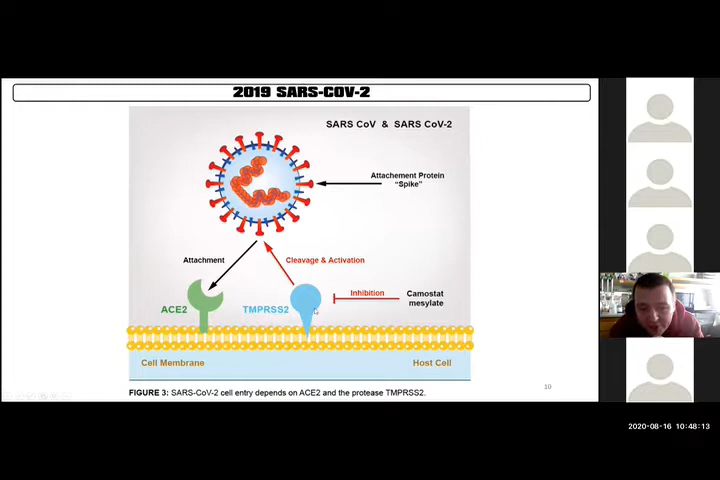 2019 SARS-COV-2
SARS CoV & SARS CoV-2
Attachement Protein
"Spike"
Attachment
Cleavage & Activation
Inhibition
Camostat
mesylate
ACE2
TMPRSS2
Cell Membrane
Host Cell
10
FIGURE 3: SARS-CoV-2 cell entry depends on ACE2 and the protease TMPRSS2.
2020-08-16 10:48:13